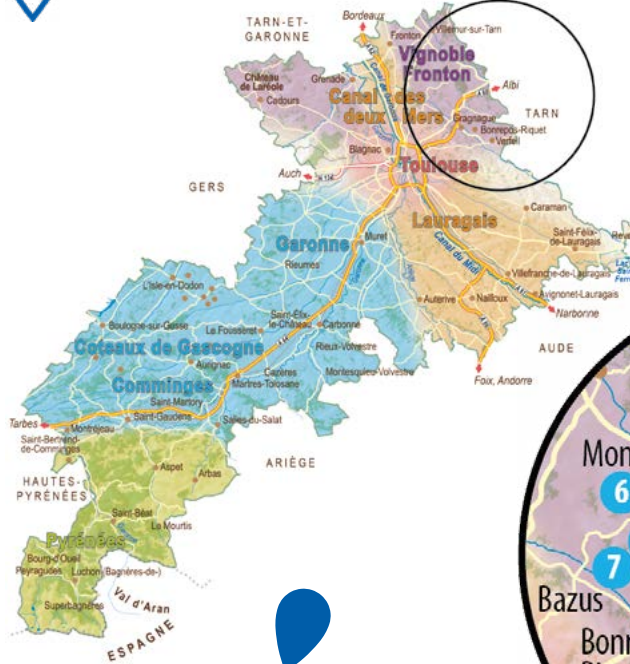 TARN-ET-
GARONNE
Bordeaux
Villemur-sur-Tarn
Fronton
Vignoble
Fronton
Château
de Laréole
Grenade
Cadours
Canal des
deux Mers
Albi
TARN
Gragnague
Bonrepos-Riquet
Verfeil
Blagnac
Toulouse
Auch
GERS
Caraman
Lauragais
Saint-Félix-
de-Lauragais
Canal du Midi
Garonne
Muret
Rieumes
Villefranche-de-Lauragais
Avignonet-Lauragais
Auterive
Nailloux
Narbonne
AUDE
Foix, Andorre
L'Isle-en-Dodon
Boulogne-sur-Gesse
Le Fousseret
Saint-Élix-
le-Château
Carbonne
Coteaux de Gascogne
Aurignac
Rieux-Volvestre
Cazères
Montesquieu-Volvestre
Comminges
Martres-Tolosane
Saint-Martory
Saint-Gaudens
Salies-du-Salat
Tarbes
Montréjeau
Saint-Bertrand-
de-Comminges
HAUTES-
PYRÉNÉES
Aspet
Arbas
ARIÈGE
Saint-Béat
Le Mourtis
Pyrénées
Bourg-d'Oueil
Peyragudes
Luchon (Bagnères-de-)
Superbagnères
Val d'Aran
ESPAGNE
6
7
Bazus